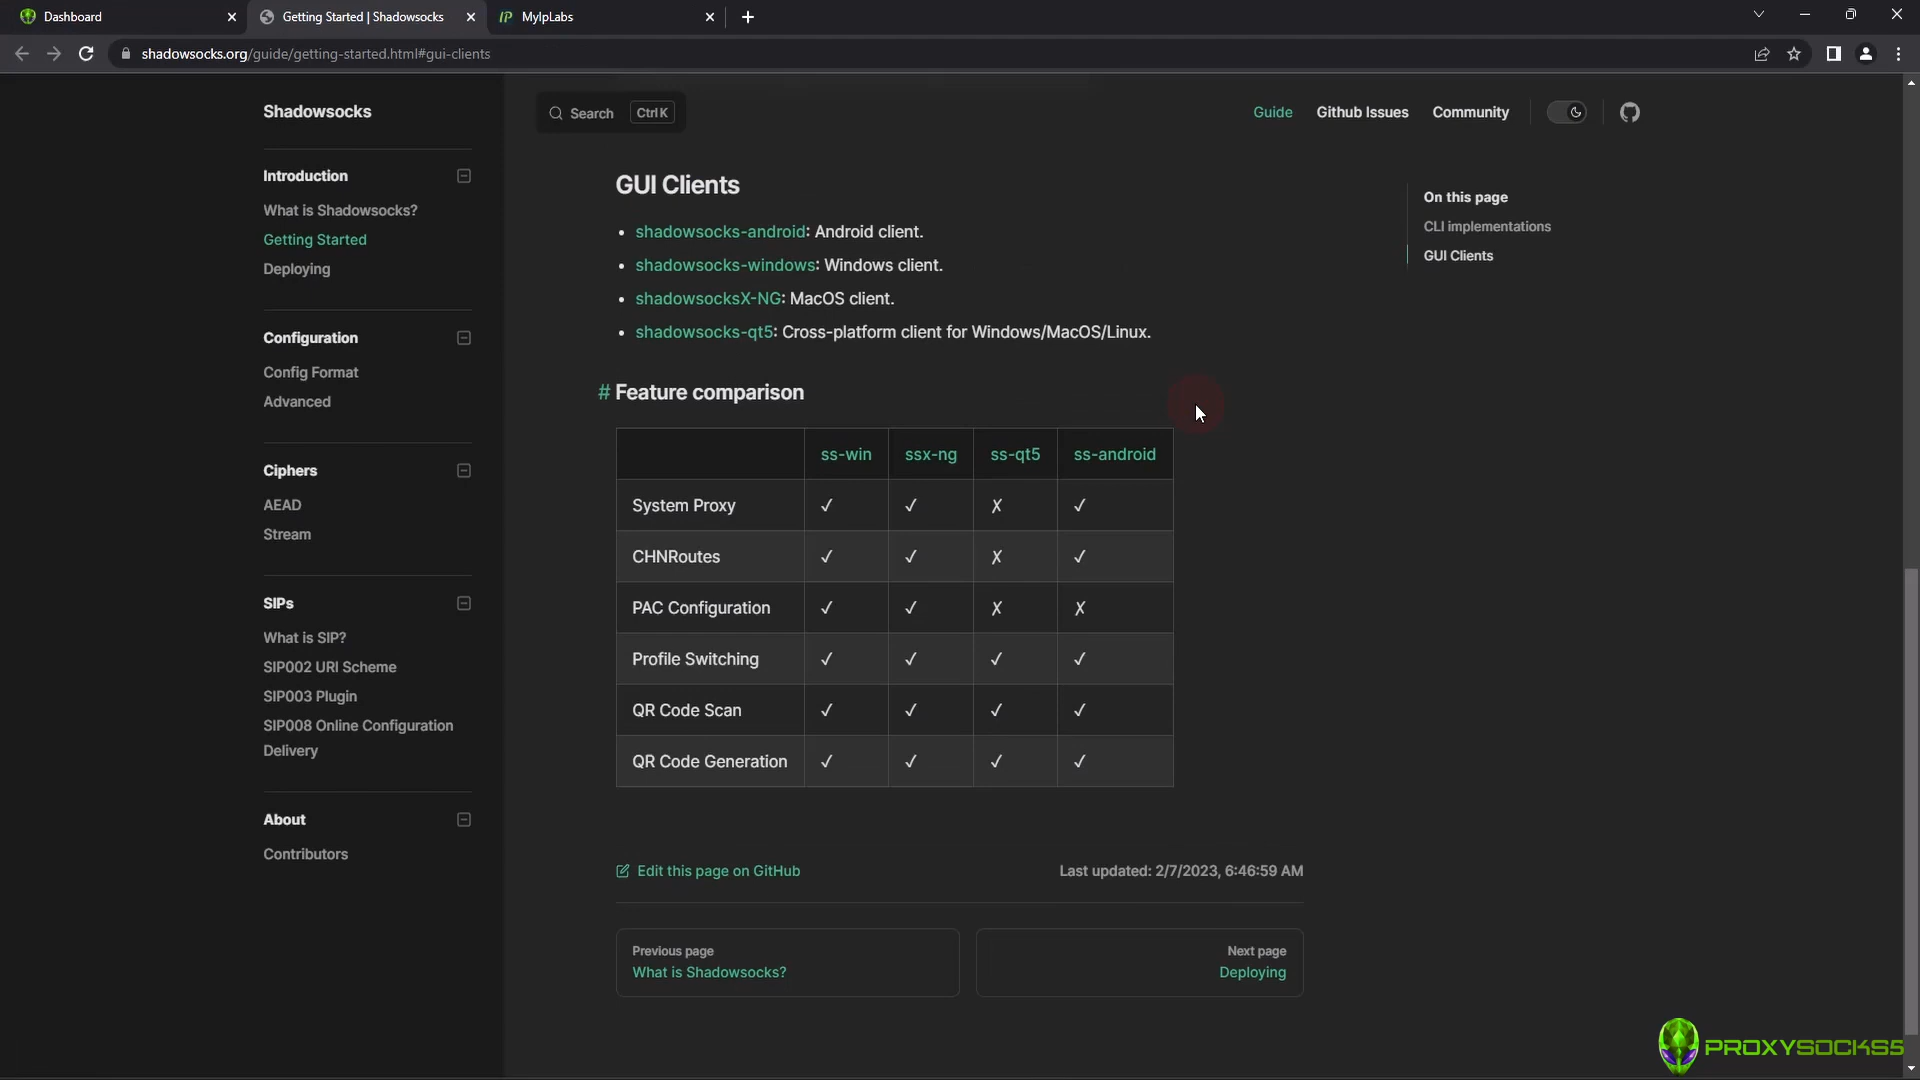 Dashboard
Getting Started | Shadowsocks
MyIpLabs
shadowsocks.org/guide/getting-started.html#gui-clients
Shadowsocks
Search
Ctrl K
Guide
Github Issues
Community
Introduction
What is Shadowsocks?
Getting Started
Deploying
Configuration
Config Format
Advanced
Ciphers
AEAD
Stream
SIPs
What is SIP?
SIP002 URI Scheme
SIP003 Plugin
SIP008 Online Configuration
Delivery
About
Contributors
GUI Clients
• shadowsocks-android: Android client.
• shadowsocks-windows: Windows client.
• shadowsocksX-NG: MacOS client.
• shadowsocks-qt5: Cross-platform client for Windows/MacOS/Linux.
# Feature comparison
ss-win ssx-ng ss-qt5 ss-android
System Proxy ✓ ✓ ✗ ✓
CHNRoutes ✓ ✓ ✗ ✓
PAC Configuration ✓ ✓ ✗ ✗
Profile Switching ✓ ✓ ✓ ✓
QR Code Scan ✓ ✓ ✓ ✓
QR Code Generation ✓ ✓ ✓ ✓
Edit this page on GitHub
Last updated: 2/7/2023, 6:46:59 AM
Previous page
What is Shadowsocks?
Next page
Deploying
On this page
CLI implementations
GUI Clients
PROXYSOCKS5